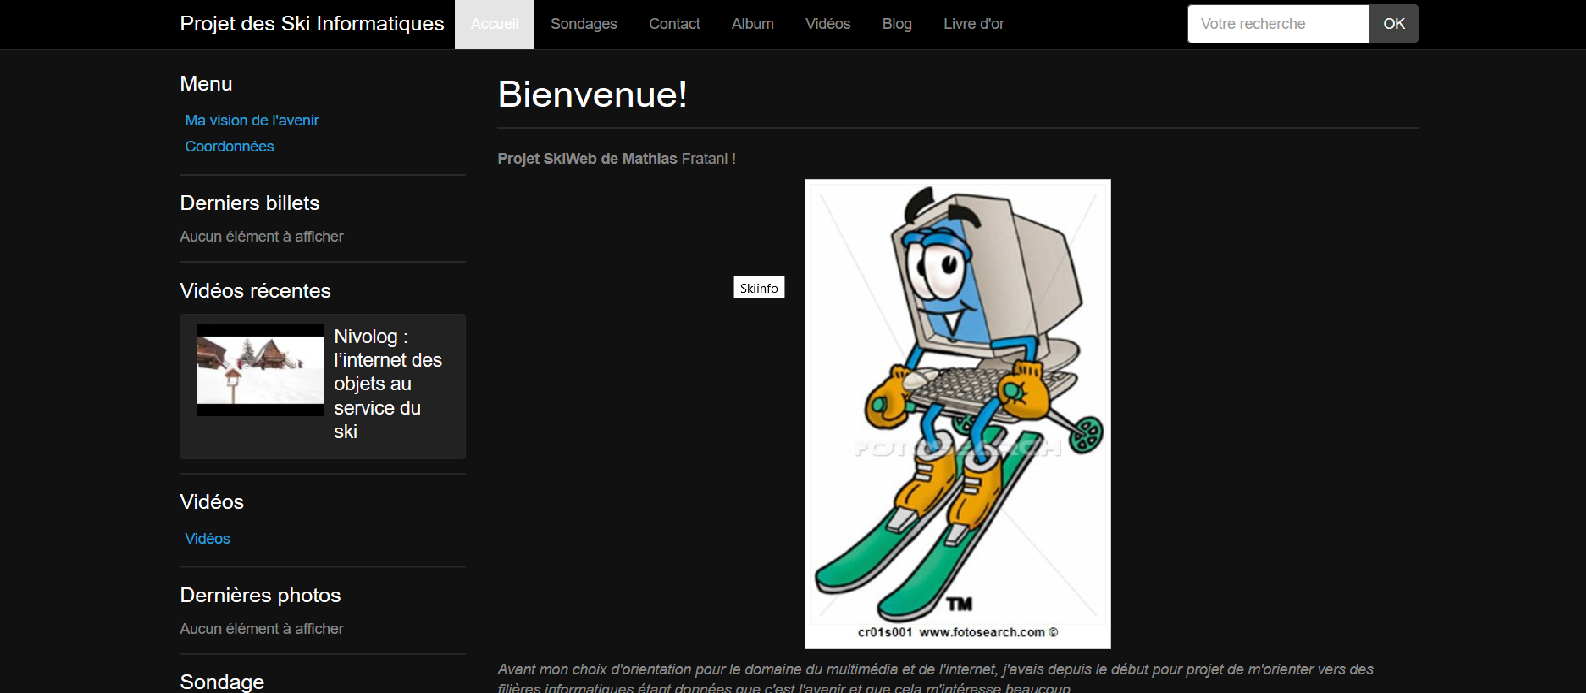 Projet des Ski Informatiques
Accueil
Sondages
Contact
Album
Vidéos
Blog
Livre d'or
Votre recherche
OK
Menu
Ma vision de l'avenir
Coordonnées
Derniers billets
Aucun élément à afficher
Vidéos récentes
Nivolog :
l'internet des
objets au
service du
ski
Vidéos
Vidéos
Dernières photos
Aucun élément à afficher
Sondage
Bienvenue!
Projet SkiWeb de Mathias Fratani !
Skiinfo
FOTOSEARCH
TM
cr01s001 www.fotosearch.com ©
Avant mon choix d'orientation pour le domaine du multimédia et de l'internet, j'avais depuis le début pour projet de m'orienter vers des
filières informatiques étant données que c'est l'avenir et que cela m'intéresse beaucoup